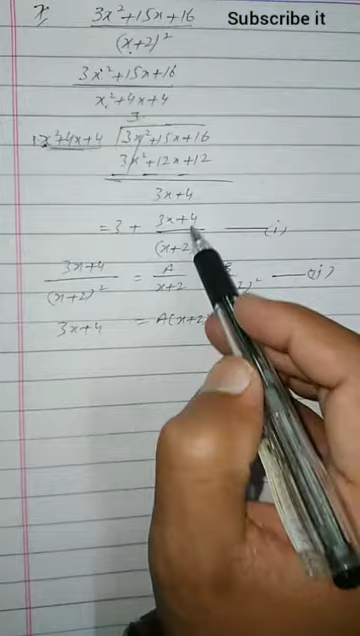 x, 3x²+15x+16 / (x+2)²
Subscribe it
3x²+15x+16 / x²+4x+4
3
x²+4x+4 3x²+15x+16
3x²+12x+12
3x+4
= 3 + 3x+4 / (x+2) (i)
3x+4 / (x+2)² = A / x+2 2)² (ii)
3x+4 = A(x+2)